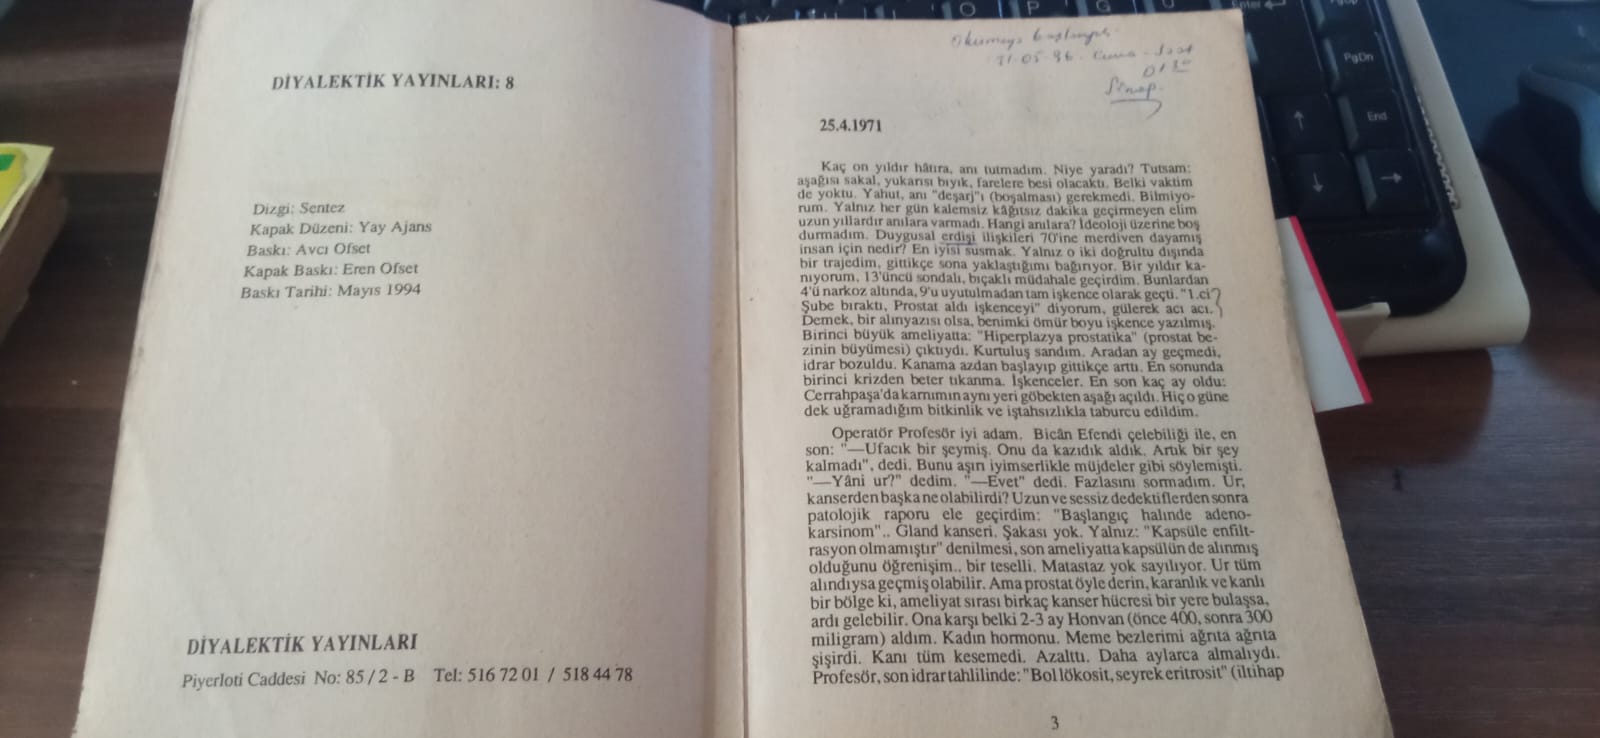 DİYALEKTİK YAYINLARI: 8
Dizgi: Sentez
Kapak Düzeni: Yay Ajans
Baskı: Avcı Ofset
Kapak Baskı: Eren Ofset
Baskı Tarihi: Mayıs 1994
DİYALEKTİK YAYINLARI
Piyerloti Caddesi No: 85 / 2 - B Tel: 516 72 01 / 518 44 78
Okumaya
31-05-96. Cuma - Saat
Sinop.
25.4.1971
Kaç on yıldır hâtıra, anı tutmadım. Niye yaradı? Tutsam:
aşağısı sakal, yukarısı bıyık, farelere besi olacaktı. Belki vaktim
de yoktu. Yahut, anı "deşarj"ı (boşalması) gerekmedi. Bilmiyo-
rum. Yalnız her gün kalemsiz kâğıtsız dakika geçirmeyen elim
uzun yıllardır anılara varmadı. Hangi anılara? İdeoloji üzerine boş
durmadım. Duygusal erdişi ilişkileri 70'ine merdiven dayamış
insan için nedir? En iyisi susmak. Yalnız o iki doğrultu dışında
bir trajedim, gittikçe sona yaklaştığımı bağırıyor. Bir yıldır ka-
nıyorum, 13'üncü sondalı, bıçaklı müdahale geçirdim. Bunlardan
4'ü narkoz altında, 9'u uyutulmadan tam işkence olarak geçti. "1.ci
Şube bıraktı, Prostat aldı işkenceyi" diyorum, gülerek acı acı.
Demek, bir alınyazısı olsa, benimki ömür boyu işkence yazılmış.
Birinci büyük ameliyatta: "Hiperplazya prostatika" (prostat be-
zinin büyümesi) çıktıydı. Kurtuluş sandım. Aradan ay geçmedi,
idrar bozuldu. Kanama azdan başlayıp gittikçe arttı. En sonunda
birinci krizden beter tıkanma. İşkenceler. En son kaç ay oldu:
Cerrahpaşa'da karnımın aynı yeri göbekten aşağı açıldı. Hiç o güne
dek uğramadığım bitkinlik ve iştahsızlıkla taburcu edildim.
Operatör Profesör iyi adam. Bicân Efendi çelebiliği ile, en
son: "—Ufacık bir şeymiş. Onu da kazıdık aldık. Artık bir şey
kalmadı", dedi. Bunu aşırı iyimserlikle müjdeler gibi söylemişti.
"—Yâni ur?" dedim. "—Evet" dedi. Fazlasını sormadım. Ur,
kanserden başka ne olabilirdi? Uzun ve sessiz dedektiflerden sonra
patolojik raporu ele geçirdim: "Başlangıç halinde adeno-
karsinom".. Gland kanseri. Şakası yok. Yalnız: "Kapsüle enfilt-
rasyon olmamıştır" denilmesi, son ameliyatta kapsülün de alınmış
olduğunu öğrenişim., bir teselli. Matastaz yok sayılıyor. Ur tüm
alındıysa geçmiş olabilir. Ama prostat öyle derin, karanlık ve kanlı
bir bölge ki, ameliyat sırası birkaç kanser hücresi bir yere bulaşsa,
ardı gelebilir. Ona karşı belki 2-3 ay Honvan (önce 400, sonra 300
miligram) aldım. Kadın hormonu. Meme bezlerimi ağrıta ağrıta
şişirdi. Kanı tüm kesemedi. Azalttı. Daha aylarca almalıydı.
Profesör, son idrar tahlilinde: "Bol lökosit, seyrek eritrosit" (iltihap
3